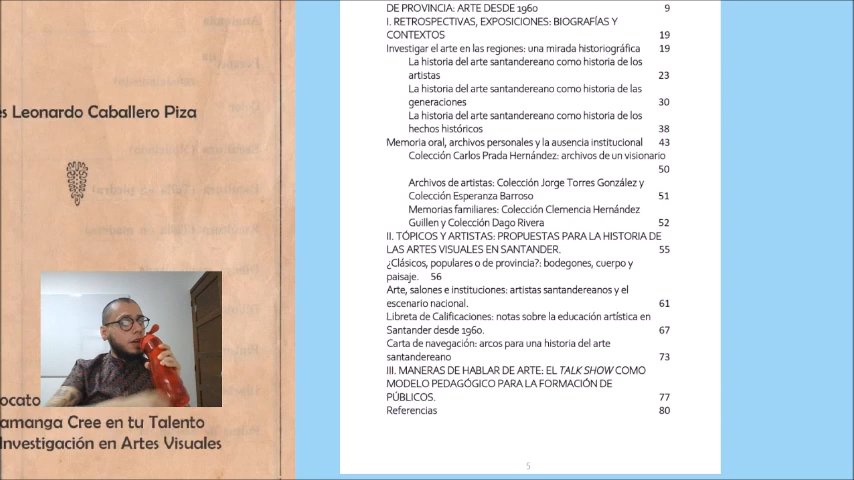 s Leonardo Caballero Piza
ocato
amanga Cree en tu Talento
Investigación en Artes Visuales
DE PROVINCIA: ARTE DESDE 1960 9
I. RETROSPECTIVAS, EXPOSICIONES: BIOGRAFÍAS Y
CONTEXTOS 19
Investigar el arte en las regiones: una mirada historiográfica 19
La historia del arte santandereano como historia de los
artistas 23
La historia del arte santandereano como historia de las
generaciones 30
La historia del arte santandereano como historia de los
hechos históricos 38
Memoria oral, archivos personales y la ausencia institucional 43
Colección Carlos Prada Hernández: archivos de un visionario
50
Archivos de artistas: Colección Jorge Torres González y
Colección Esperanza Barroso 51
Memorias familiares: Colección Clemencia Hernández
Guillen y Colección Dago Rivera 52
II. TÓPICOS Y ARTISTAS: PROPUESTAS PARA LA HISTORIA DE
LAS ARTES VISUALES EN SANTANDER. 55
¿Clásicos, populares o de provincia?: bodegones, cuerpo y
paisaje. 56
Arte, salones e instituciones: artistas santandereanos y el
escenario nacional. 61
Libreta de Calificaciones: notas sobre la educación artística en
Santander desde 1960. 67
Carta de navegación: arcos para una historia del arte
santandereano 73
III. MANERAS DE HABLAR DE ARTE: EL TALK SHOW COMO
MODELO PEDAGÓGICO PARA LA FORMACIÓN DE
PÚBLICOS. 77
Referencias 80
5